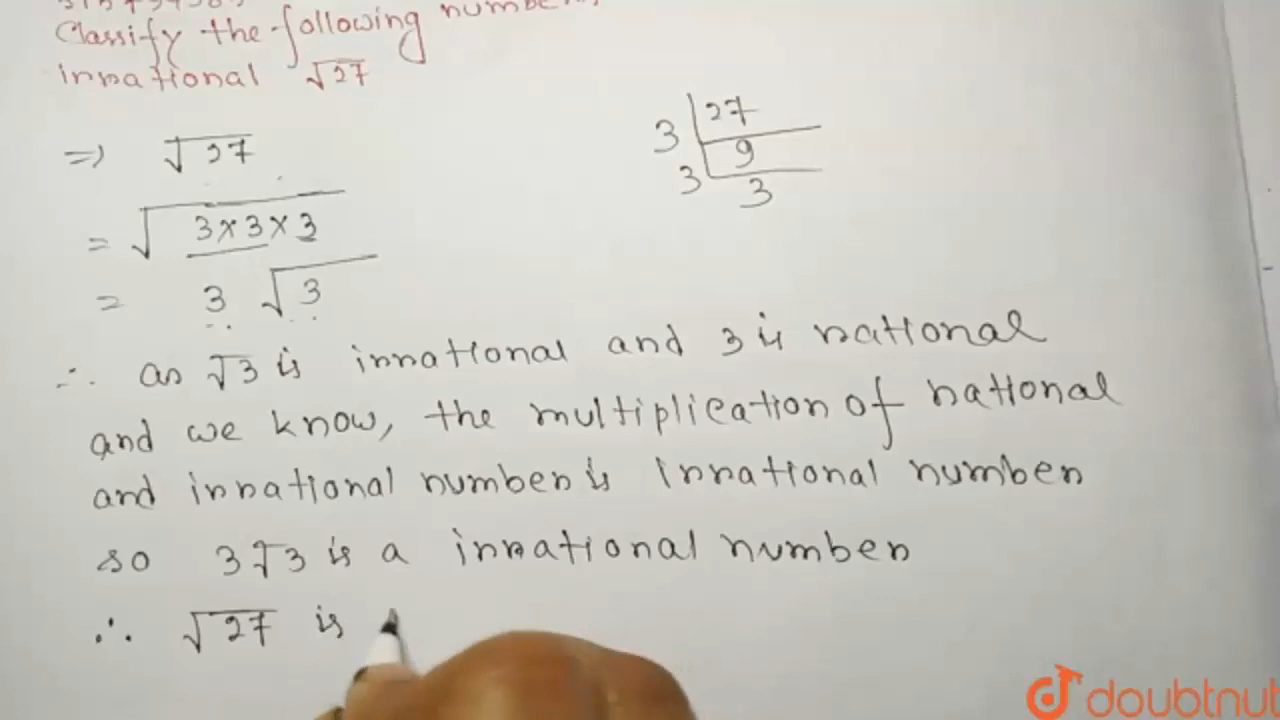 Classify the following number,
irrational √27
⇒ √27
= √3×3×3
= 3 √3
3 | 27
3 | 9
3
∴ as √3 is irrational and 3 is rational
and we know, the multiplication of rational
and irrational number is irrational number
so 3√3 is a irrational number
∴ √27 is
doubtnut